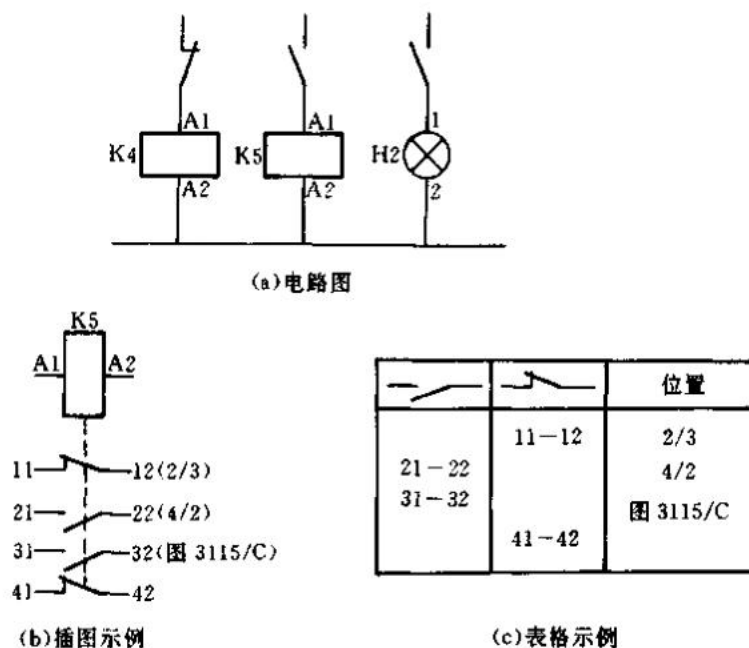 A1 A1 1
K4 K5 H2
A2 A2 2
(a)电路图
K5
A1 A2
11 12(2/3)
21 22(4/2)
31 32(图 3115/C)
41 42
(b)插图示例
位置
11-12 2/3
21-22 4/2
31-32 图 3115/C
41-42
(c)表格示例